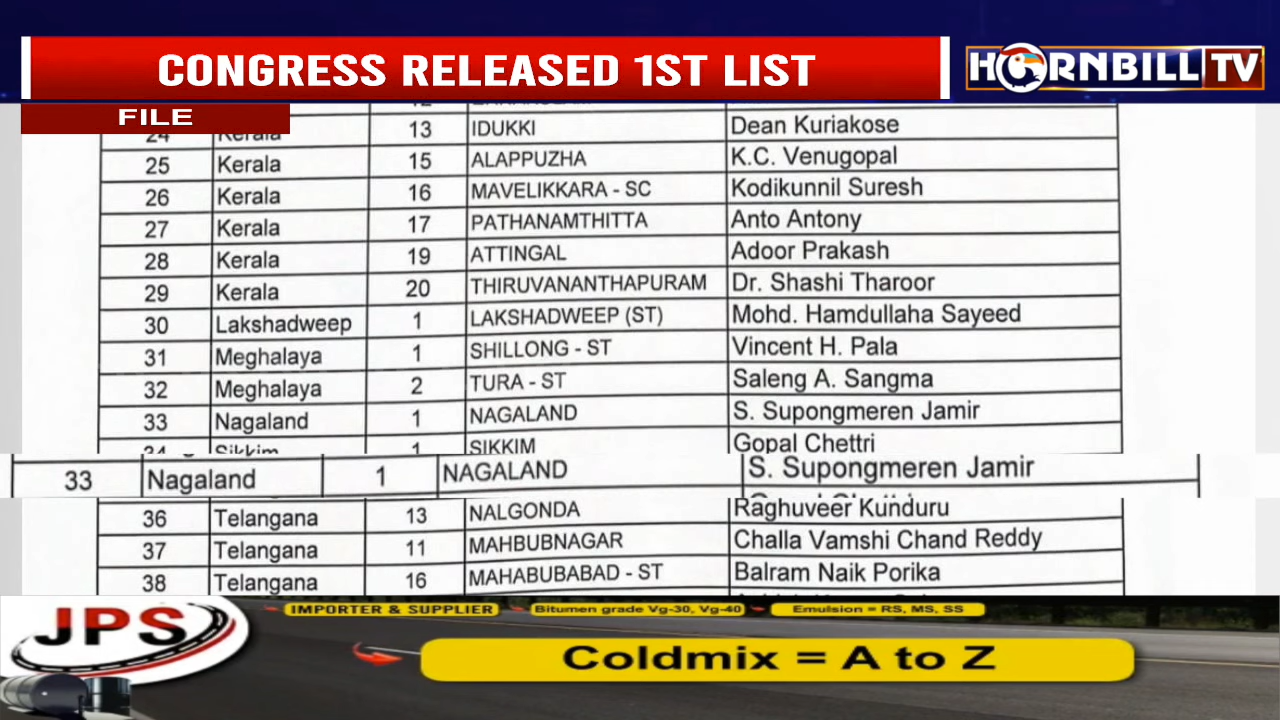 CONGRESS RELEASED 1ST LIST
HORNBILL TV
FILE
24 Kerala 13 IDUKKI Dean Kuriakose
25 Kerala 15 ALAPPUZHA K.C. Venugopal
26 Kerala 16 MAVELIKKARA - SC Kodikunnil Suresh
27 Kerala 17 PATHANAMTHITTA Anto Antony
28 Kerala 19 ATTINGAL Adoor Prakash
29 Kerala 20 THIRUVANANTHAPURAM Dr. Shashi Tharoor
30 Lakshadweep 1 LAKSHADWEEP (ST) Mohd. Hamdullaha Sayeed
31 Meghalaya 1 SHILLONG - ST Vincent H. Pala
32 Meghalaya 2 TURA - ST Saleng A. Sangma
33 Nagaland 1 NAGALAND S. Supongmeren Jamir
34 Sikkim 1 SIKKIM Gopal Chettri
33 Nagaland 1 NAGALAND S. Supongmeren Jamir
36 Telangana 13 NALGONDA Raghuveer Kunduru
37 Telangana 11 MAHBUBNAGAR Challa Vamshi Chand Reddy
38 Telangana 16 MAHABUBABAD - ST Balram Naik Porika
JPS
IMPORTER & SUPPLIER Bitumen grade Vg-30, Vg-40 Emulsion = RS, MS, SS
Coldmix = A to Z